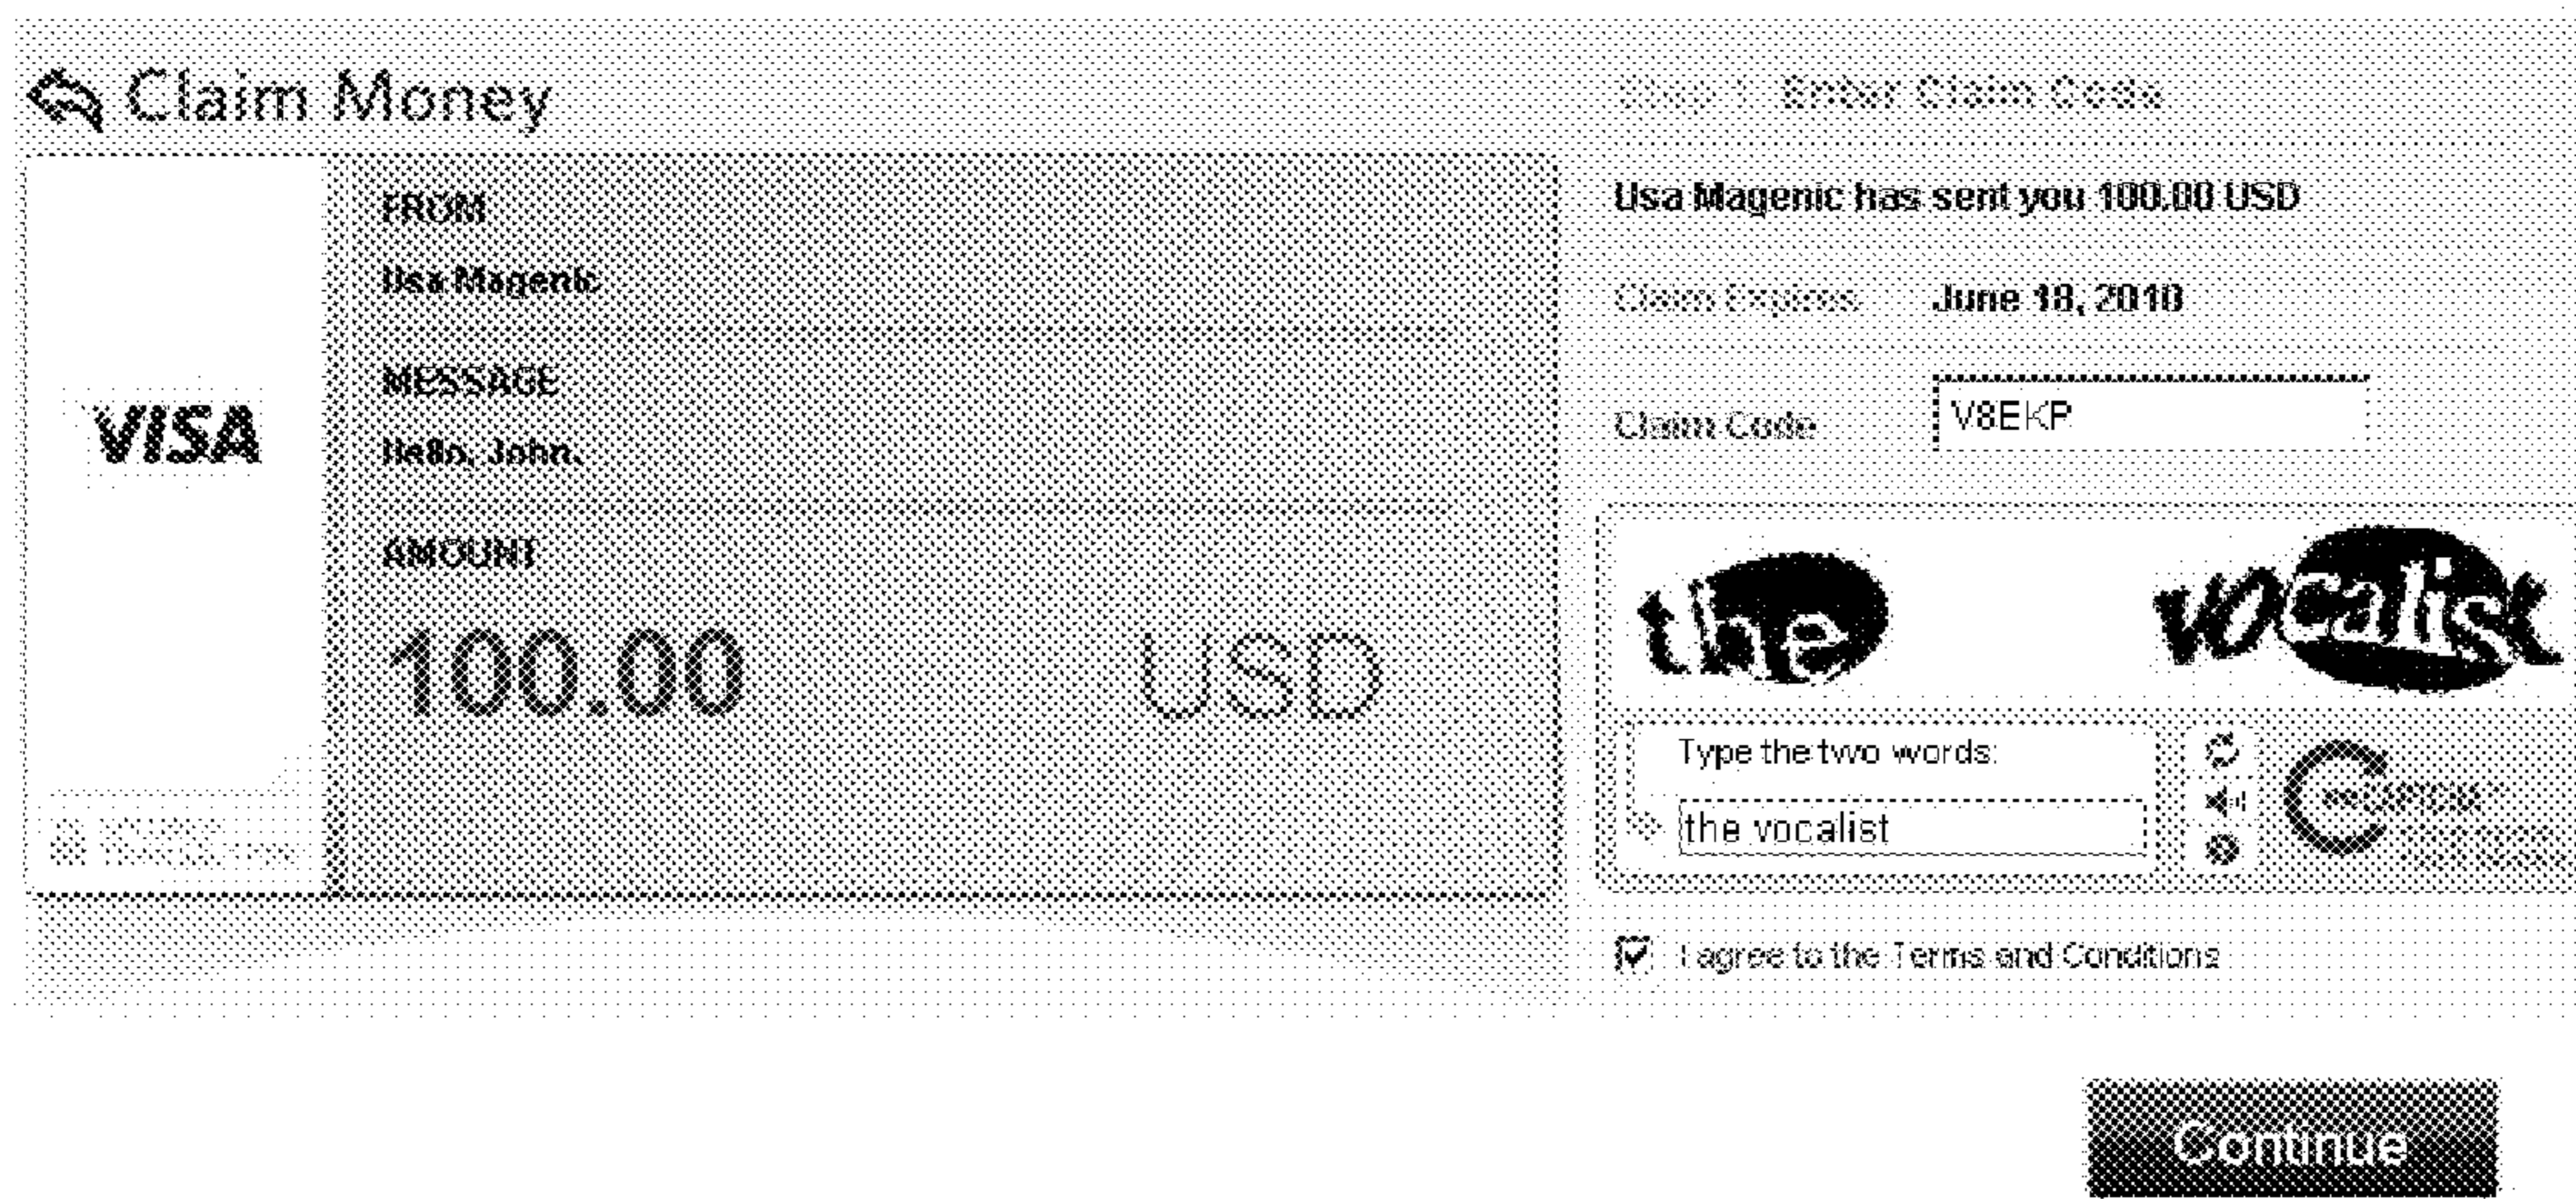 Claim Money
FROM
Usa Magenic
MESSAGE
Hello, John.
AMOUNT
100.00 USD
VISA
Step 1 Enter Claim Code
Usa Magenic has sent you 100.00 USD
Claim Expires June 18, 2010
Claim Code V8EKP
the vocalist
Type the two words:
the vocalist
I agree to the Terms and Conditions
Continue